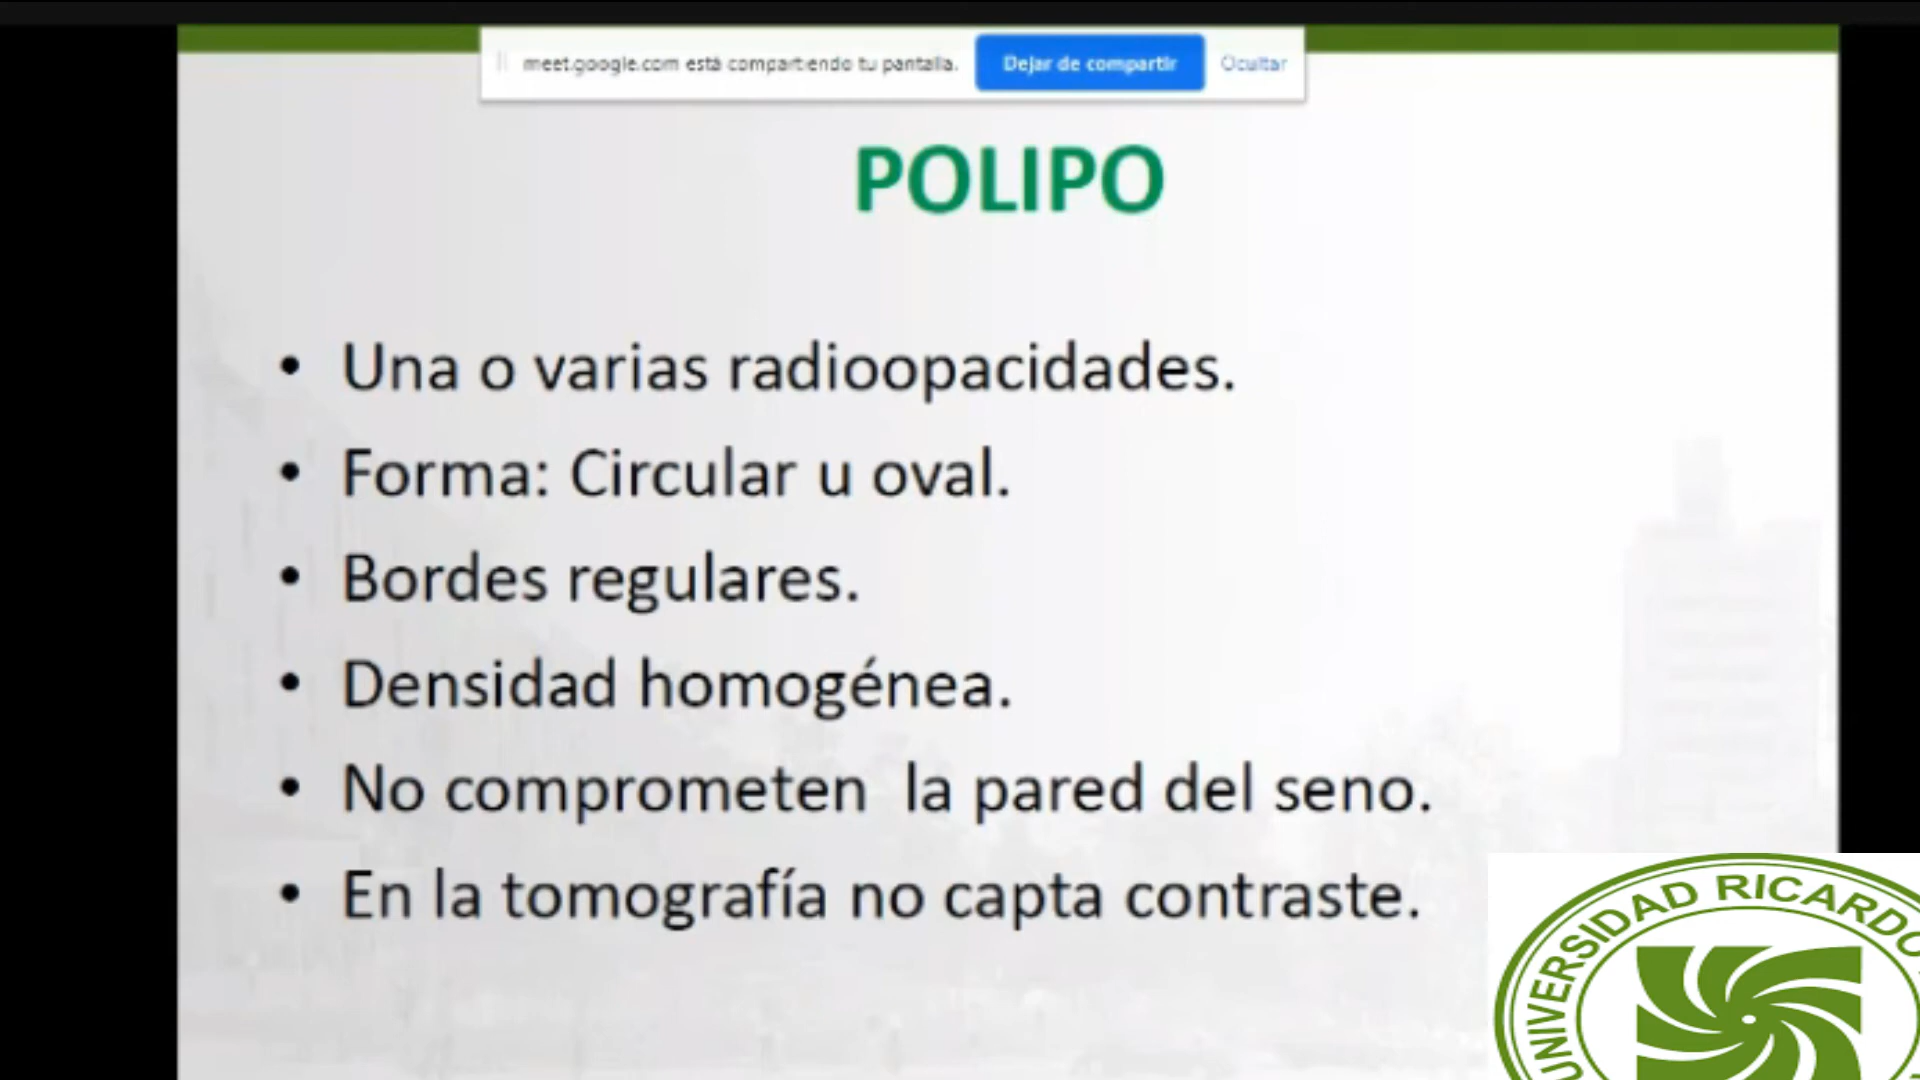 meet.google.com está compartiendo tu pantalla.
Dejar de compartir
Ocultar
POLIPO
• Una o varias radioopacidades.
• Forma: Circular u oval.
• Bordes regulares.
• Densidad homogénea.
• No comprometen  la pared del seno.
• En la tomografía no capta contraste.
UNIVERSIDAD RICARDO